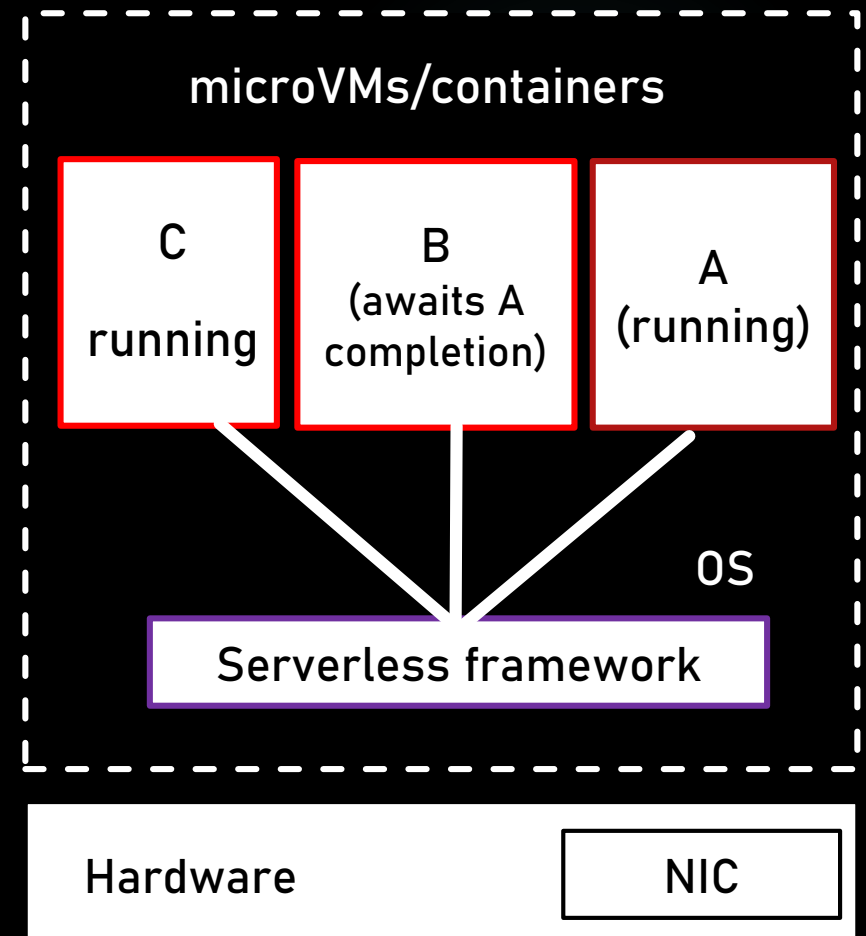 microVMs/containers
C
running
B
(awaits A
completion)
A
(running)
OS
Serverless framework
Hardware
NIC